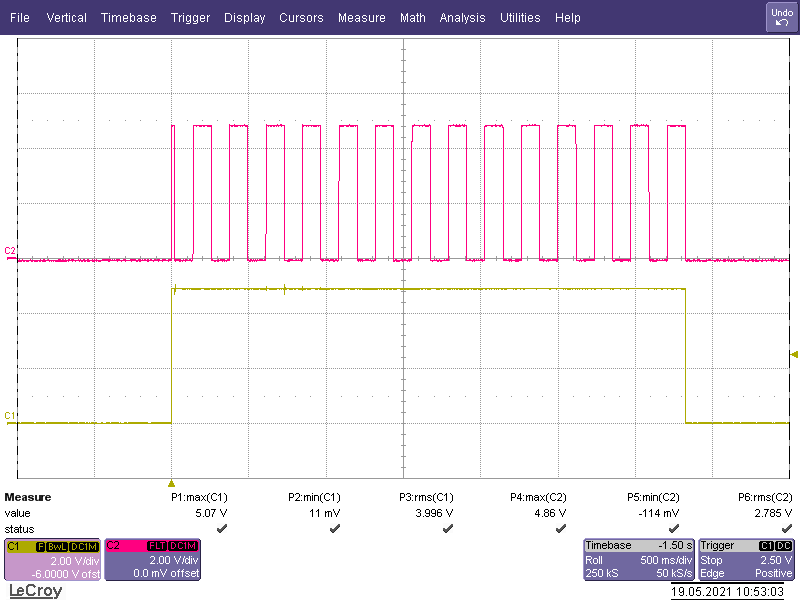 File Vertical Timebase Trigger Display Cursors Measure Math Analysis Utilities Help Undo
C2
C1
Measure P1:max(C1) P2:min(C1) P3:rms(C1) P4:max(C2) P5:min(C2) P6:rms(C2)
value 5.07 V 11 mV 3.996 V 4.86 V -114 mV 2.785 V
status
C1 F BwL DC1M C2 FLT DC1M Timebase -1.50 s Trigger C1 DC
2.00 V/div 2.00 V/div Roll 500 ms/div Stop 2.50 V
-6.0000 V ofst 0.0 mV offset 250 kS 50 kS/s Edge Positive
LeCroy 19.05.2021 10:53:03